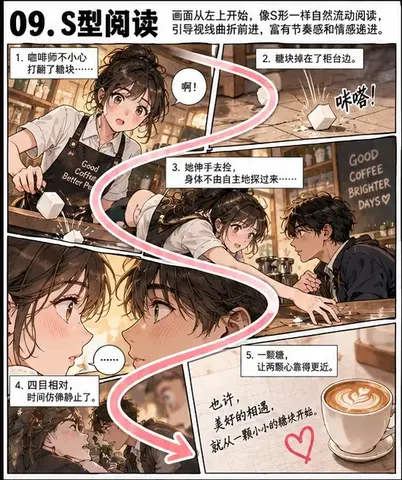 09. S型阅读
画面从左上开始，像S形一样自然流动阅读，
引导视线曲折前进，富有节奏感和情感递进。
1. 咖啡师不小心
打翻了糖块……
啊！
2. 糖块掉在了柜台边。
咔嗒！
Good
Coffee
Better
3. 她伸手去捡，
身体不由自主地探过来……
GOOD
COFFEE
BRIGHTER
DAYS♡
……
4. 四目相对，
时间仿佛静止了。
5. 一颗糖，
让两颗心靠得更近。
也许，
美好的相遇，
就从一颗小小的糖块开始。